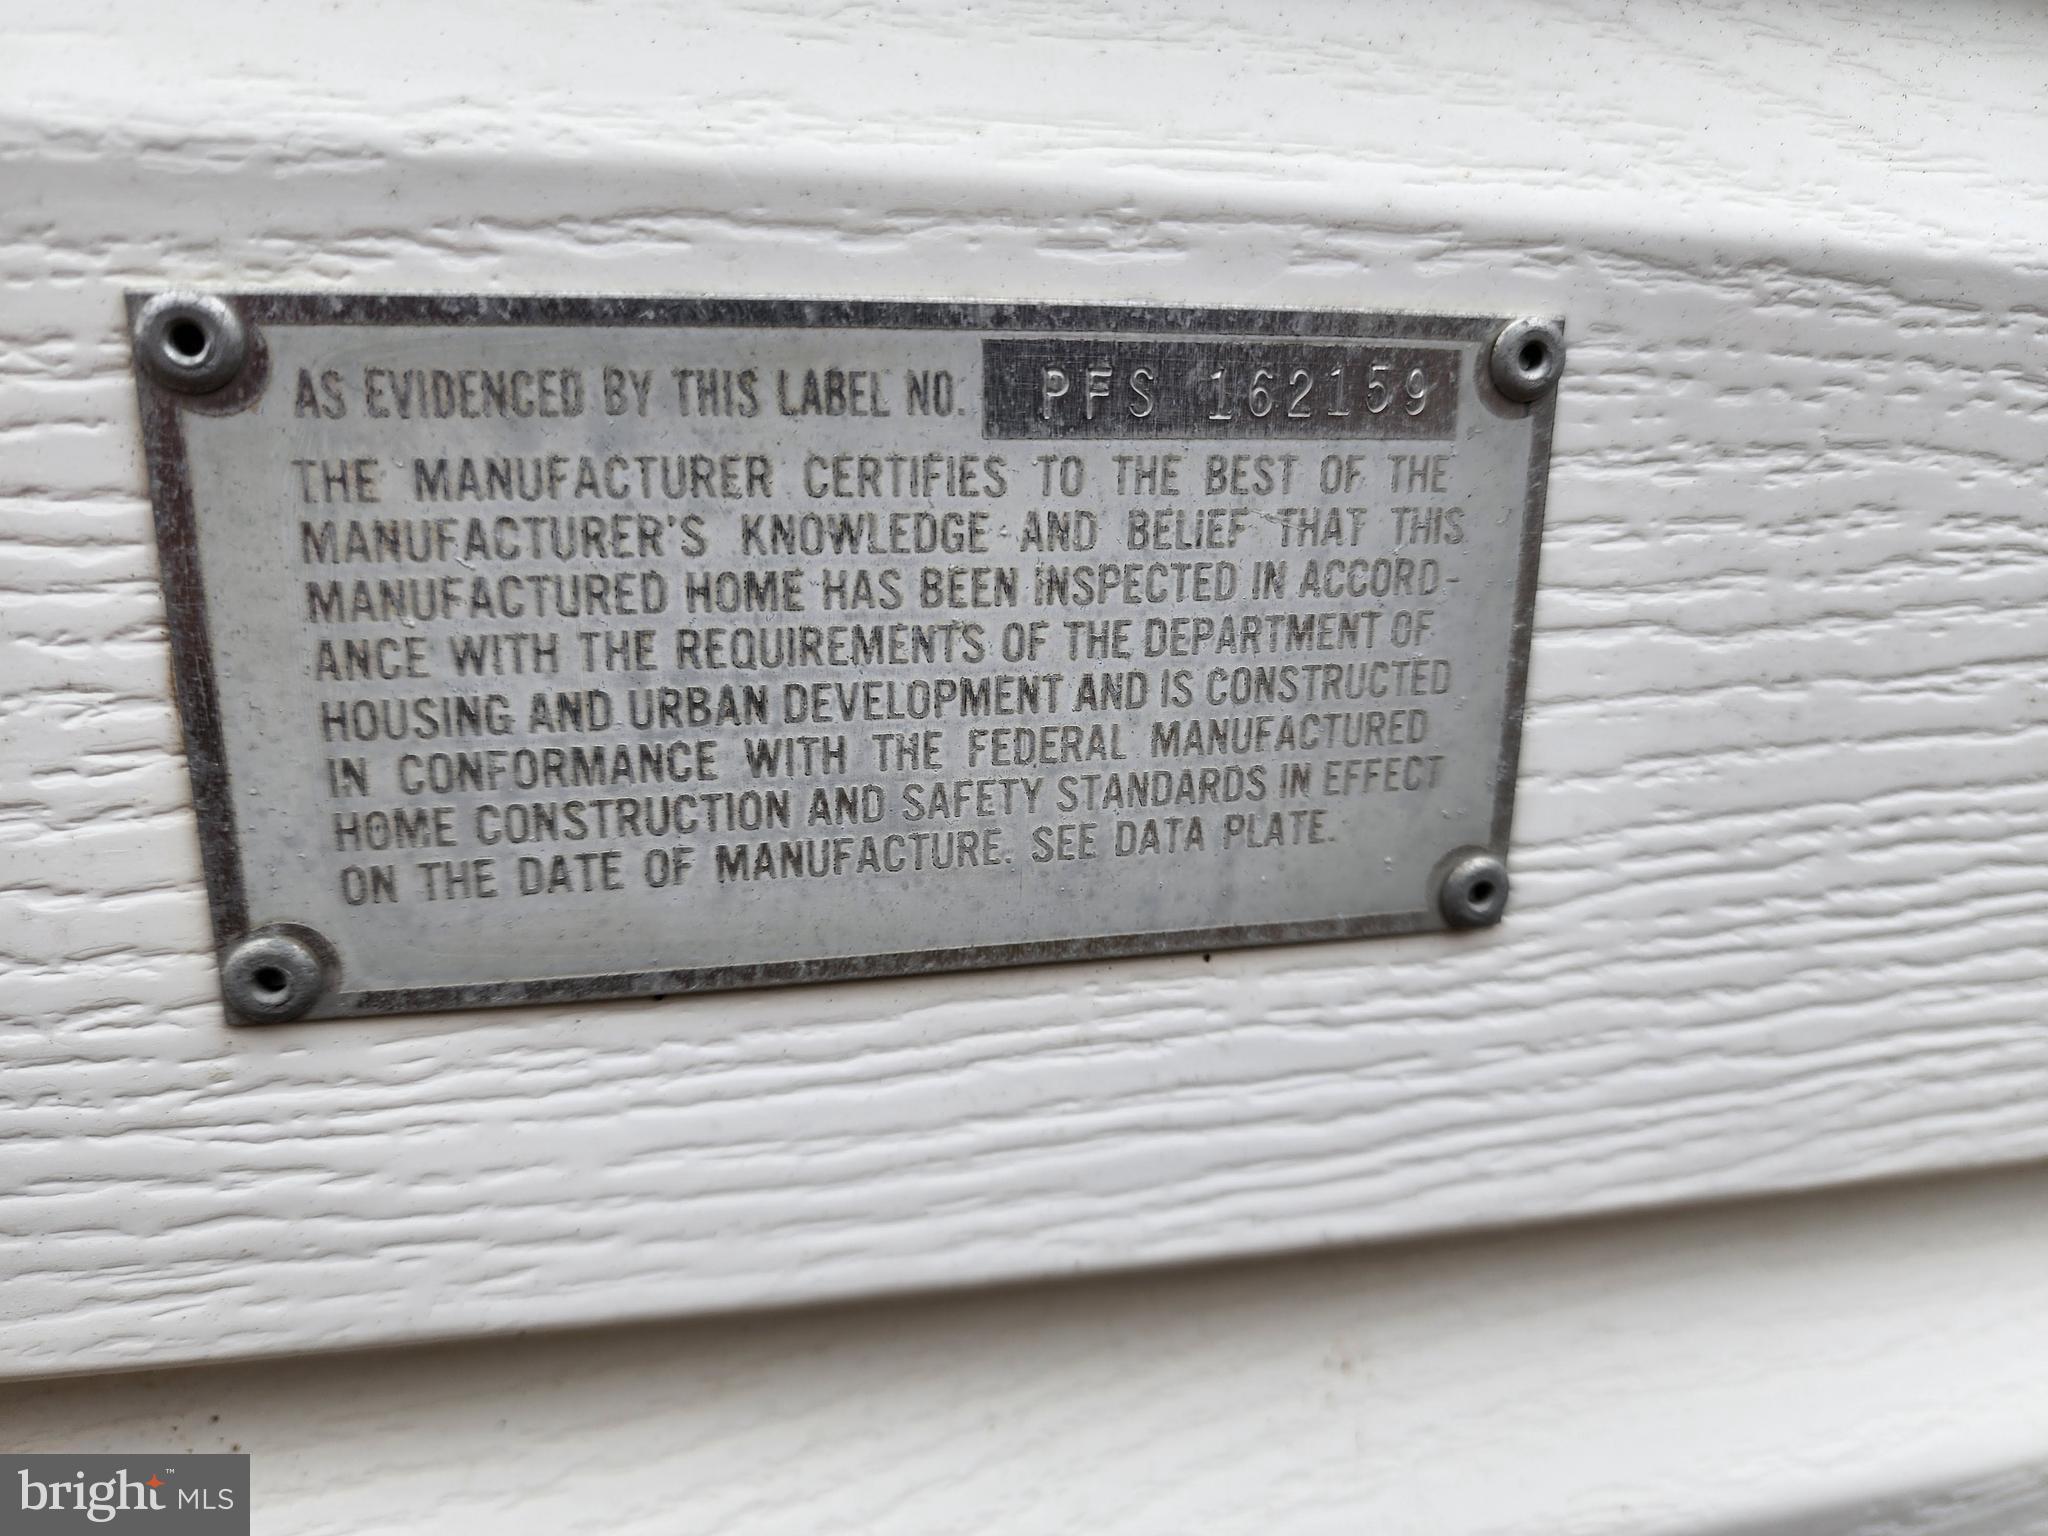 AS EVIDENCED BY THIS LABEL NO. PFS 162159
THE MANUFACTURER CERTIFIES TO THE BEST OF THE
MANUFACTURER'S KNOWLEDGE AND BELIEF THAT THIS
MANUFACTURED HOME HAS BEEN INSPECTED IN ACCORD-
ANCE WITH THE REQUIREMENTS OF THE DEPARTMENT OF
HOUSING AND URBAN DEVELOPMENT AND IS CONSTRUCTED
IN CONFORMANCE WITH THE FEDERAL MANUFACTURED
HOME CONSTRUCTION AND SAFETY STANDARDS IN EFFECT
ON THE DATE OF MANUFACTURE. SEE DATA PLATE.
bright™ MLS